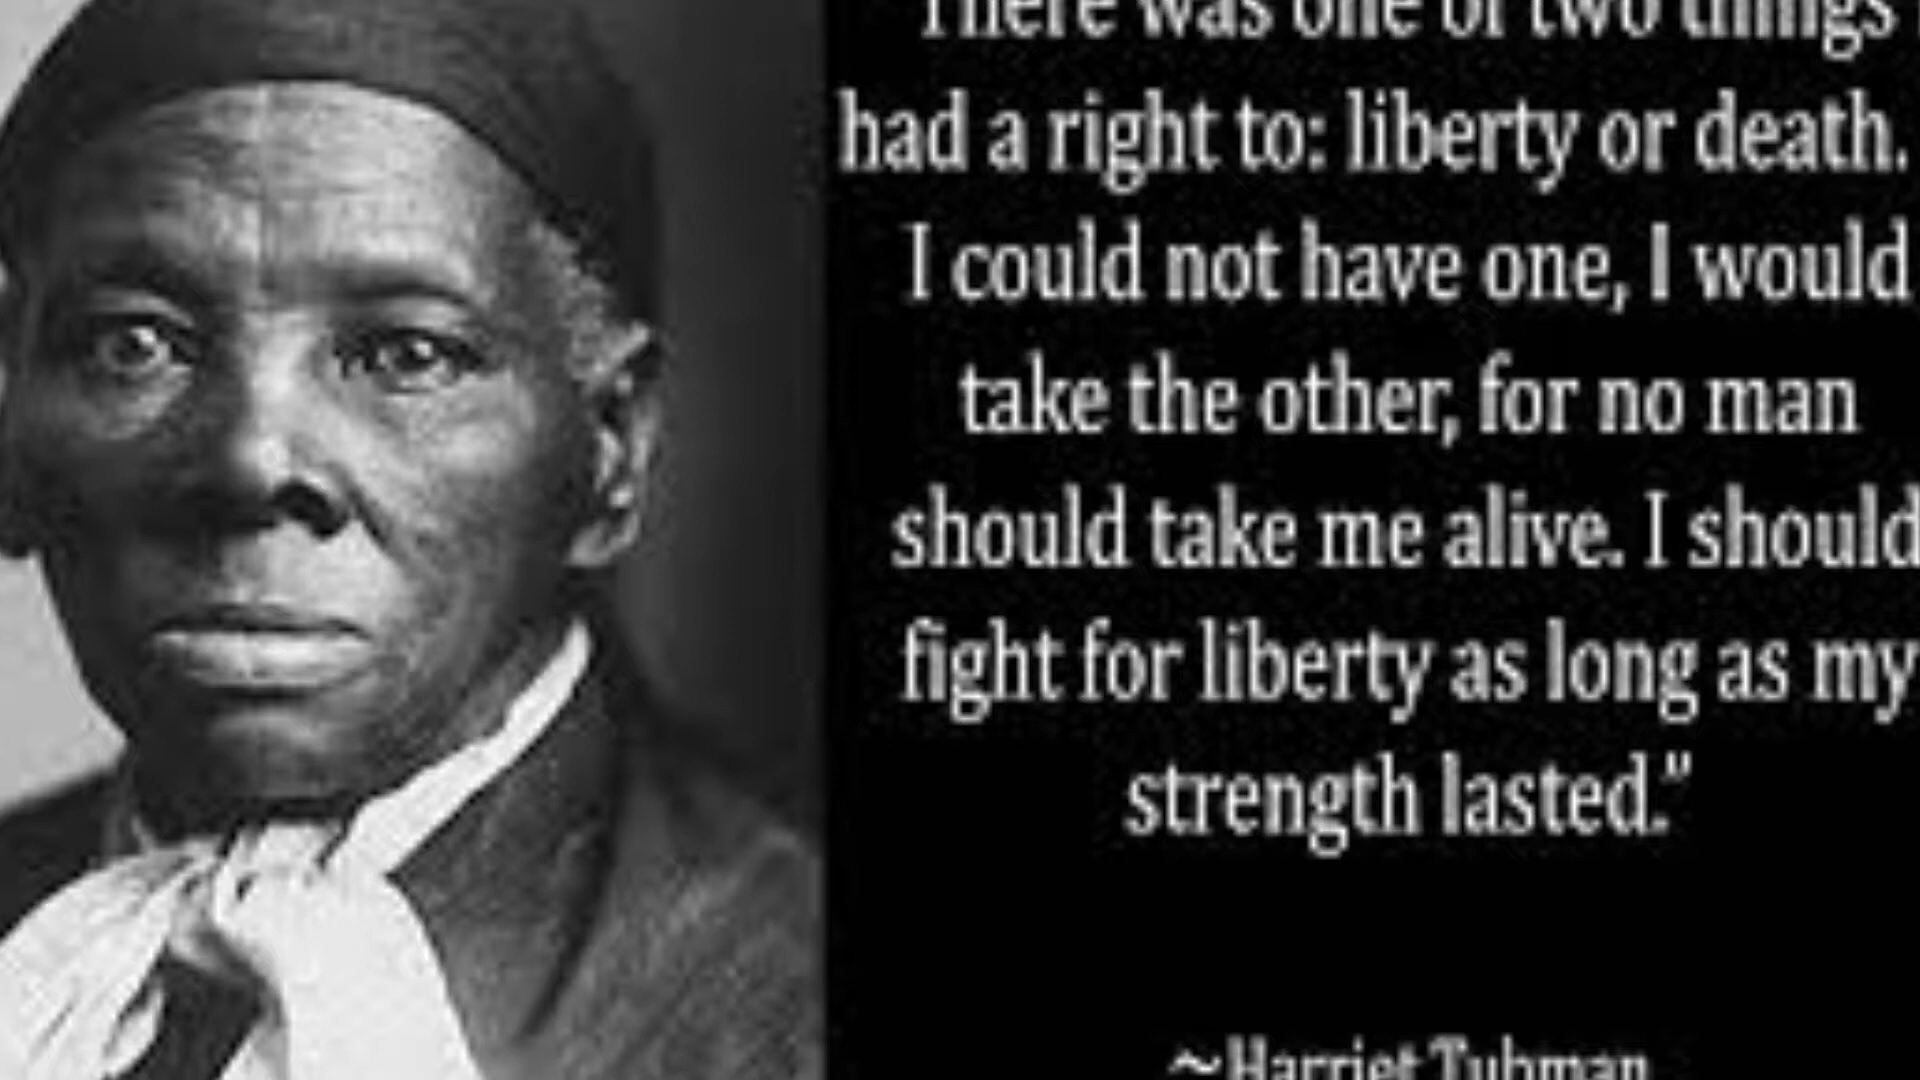 There was one of two things I
had a right to: liberty or death.
I could not have one, I would
take the other, for no man
should take me alive. I should
fight for liberty as long as my
strength lasted.”
~Harriet Tubman